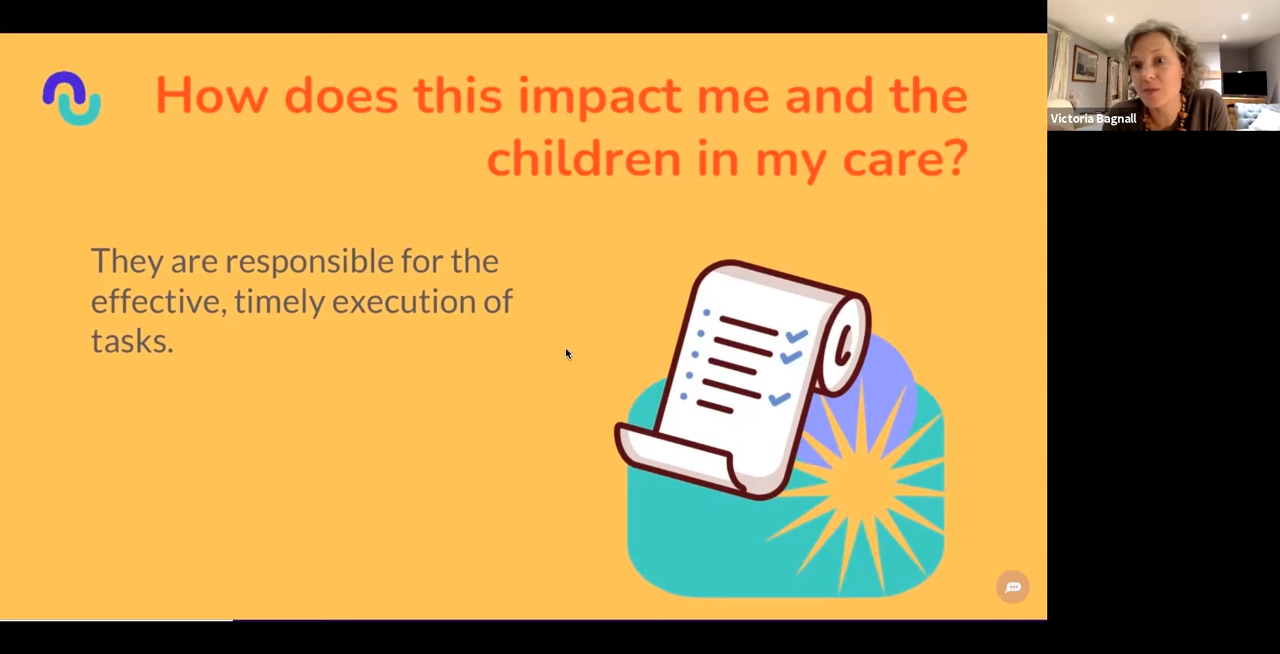 How does this impact me and the
children in my care?
They are responsible for the
effective, timely execution of
tasks.
Victoria Bagnall